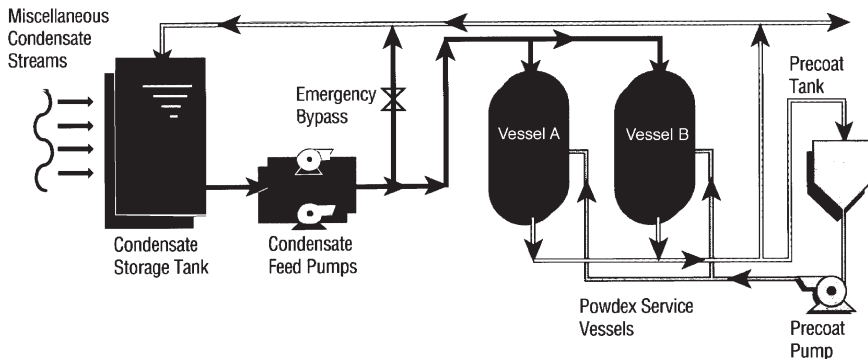 Miscellaneous
Condensate
Streams
Emergency
Bypass
Precoat
Tank
Vessel A
Vessel B
Condensate
Storage Tank
Condensate
Feed Pumps
Powdex Service
Vessels
Precoat
Pump